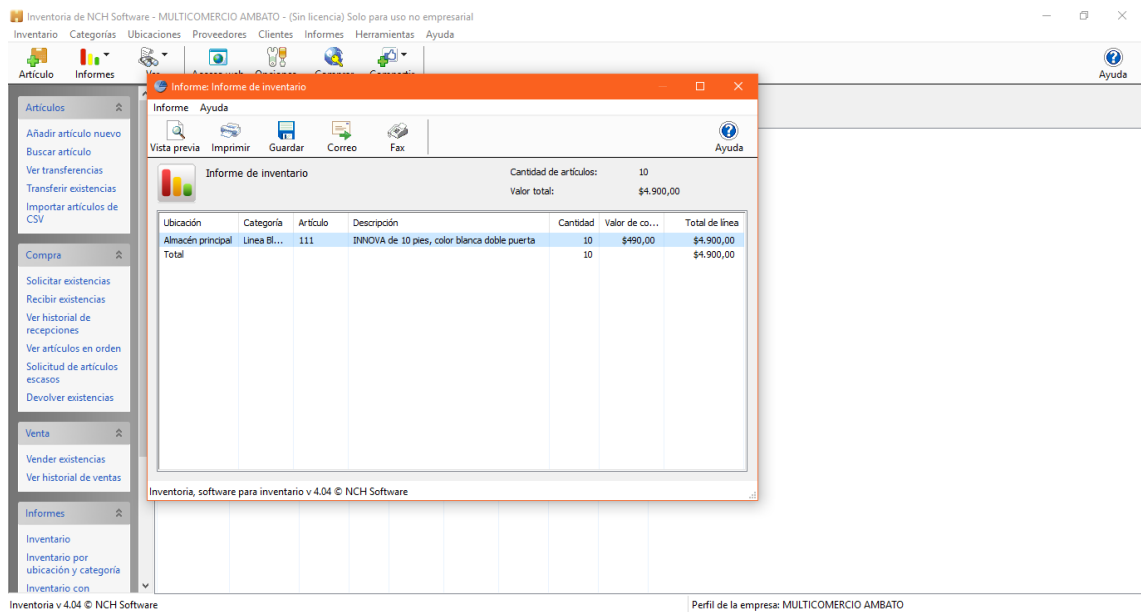 Inventoria de NCH Software - MULTICOMERCIO AMBATO - (Sin licencia) Solo para uso no empresarial
Inventario Categorías Ubicaciones Proveedores Clientes Informes Herramientas Ayuda
Artículo Informes Ayuda
Artículos
Añadir artículo nuevo
Buscar artículo
Ver transferencias
Transferir existencias
Importar artículos de
CSV
Compra
Solicitar existencias
Recibir existencias
Ver historial de
recepciones
Ver artículos en orden
Solicitud de artículos
escasos
Devolver existencias
Venta
Vender existencias
Ver historial de ventas
Informes
Inventario
Inventario por
ubicación y categoría
Inventario con
Informe: Informe de inventario
Informe Ayuda
Vista previa Imprimir Guardar Correo Fax Ayuda
Informe de inventario
Cantidad de artículos: 10
Valor total: $4.900,00
Ubicación Categoría Artículo Descripción Cantidad Valor de co... Total de línea
Almacén principal Linea Bl... 111 INNOVA de 10 pies, color blanca doble puerta 10 $490,00 $4.900,00
Total 10 $4.900,00
Inventoria, software para inventario v 4.04 © NCH Software
Inventoria v 4.04 © NCH Software
Perfil de la empresa: MULTICOMERCIO AMBATO